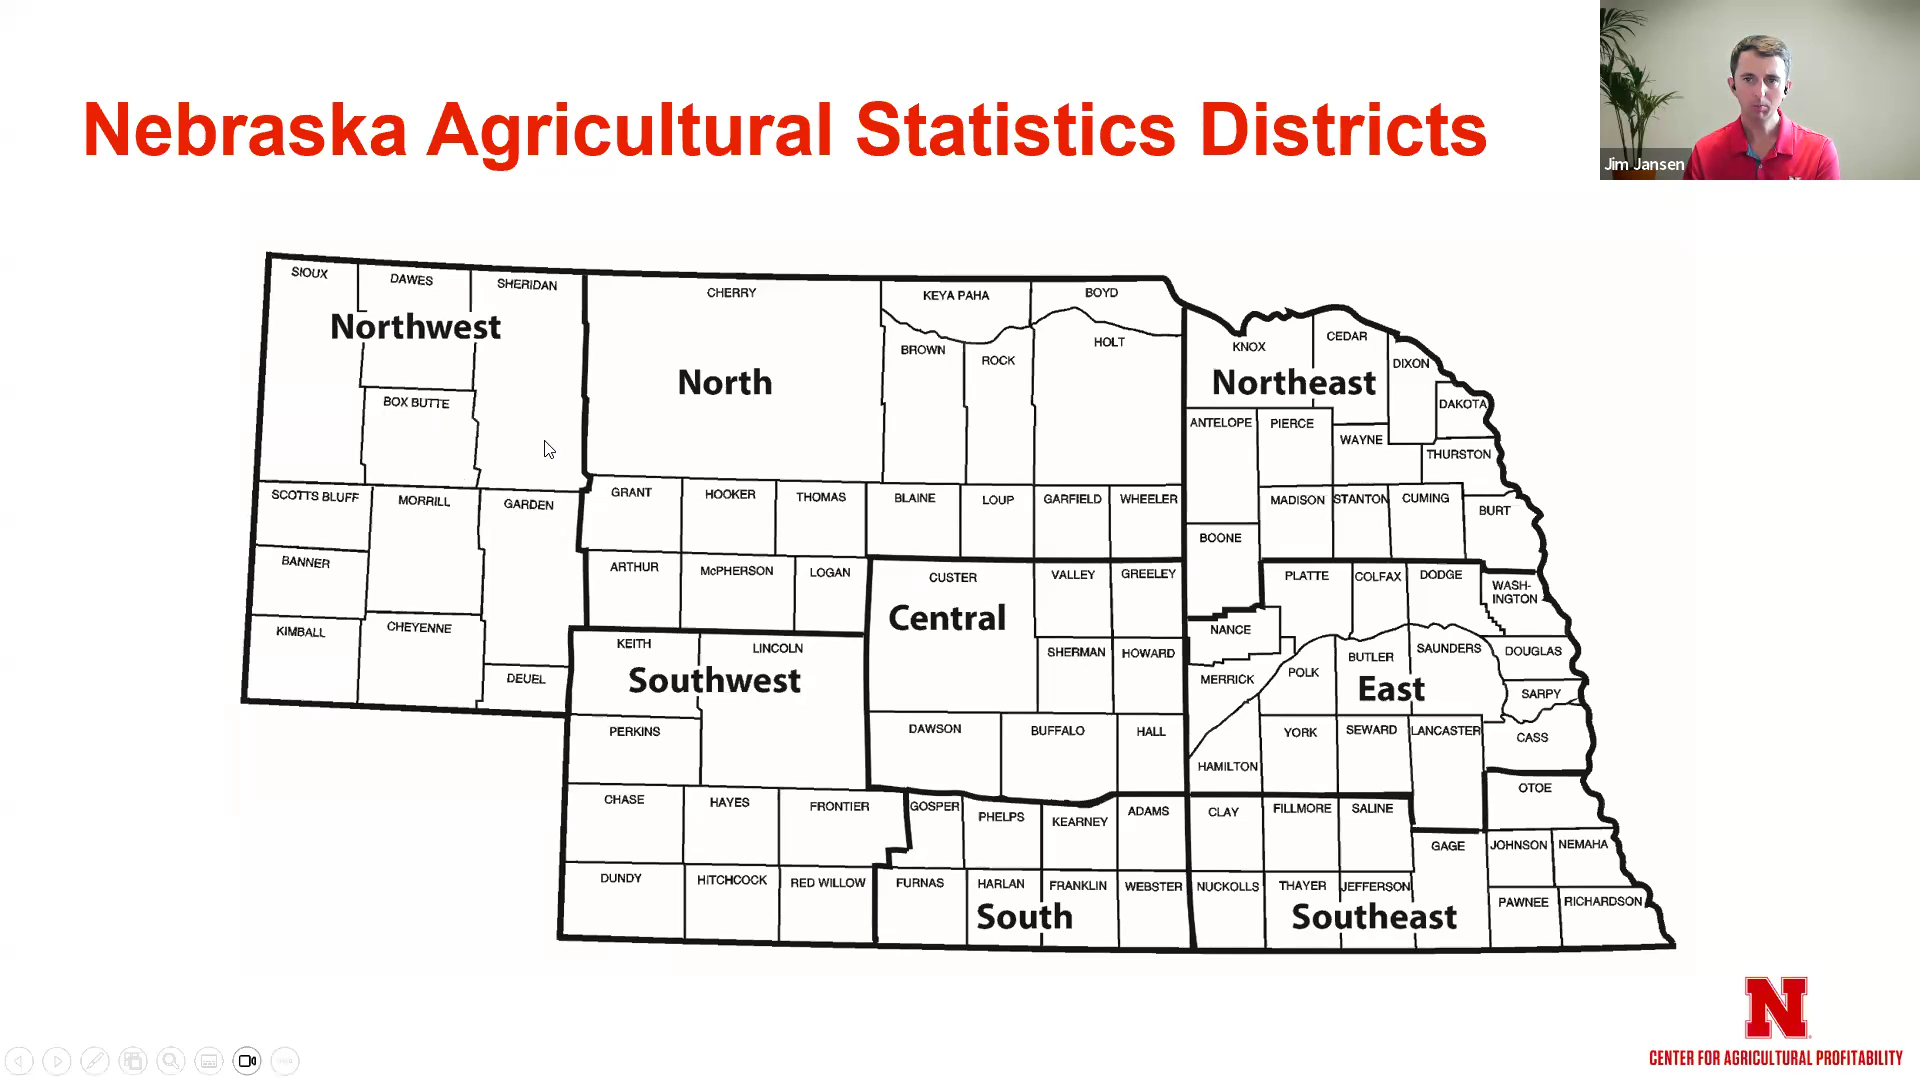 Nebraska Agricultural Statistics Districts
Jim Jansen
SIOUX
DAWES
SHERIDAN
CHERRY
KEYA PAHA
BOYD
Northwest
BROWN
ROCK
HOLT
KNOX
CEDAR
DIXON
North
Northeast
BOX BUTTE
DAKOTA
ANTELOPE
PIERCE
WAYNE
THURSTON
SCOTTS BLUFF
MORRILL
GARDEN
GRANT
HOOKER
THOMAS
BLAINE
LOUP
GARFIELD
WHEELER
MADISON
STANTON
CUMING
BURT
BOONE
BANNER
ARTHUR
McPHERSON
LOGAN
CUSTER
VALLEY
GREELEY
PLATTE
COLFAX
DODGE
WASH-
INGTON
Central
KIMBALL
CHEYENNE
KEITH
LINCOLN
SHERMAN
HOWARD
NANCE
MERRICK
POLK
BUTLER
SAUNDERS
DOUGLAS
DEUEL
Southwest
East
SARPY
PERKINS
DAWSON
BUFFALO
HALL
HAMILTON
YORK
SEWARD
LANCASTER
CASS
CHASE
HAYES
FRONTIER
GOSPER
PHELPS
KEARNEY
ADAMS
CLAY
FILLMORE
SALINE
OTOE
GAGE
JOHNSON
NEMAHA
DUNDY
HITCHCOCK
RED WILLOW
FURNAS
HARLAN
FRANKLIN
WEBSTER
NUCKOLLS
THAYER
JEFFERSON
PAWNEE
RICHARDSON
South
Southeast
N
CENTER FOR AGRICULTURAL PROFITABILITY